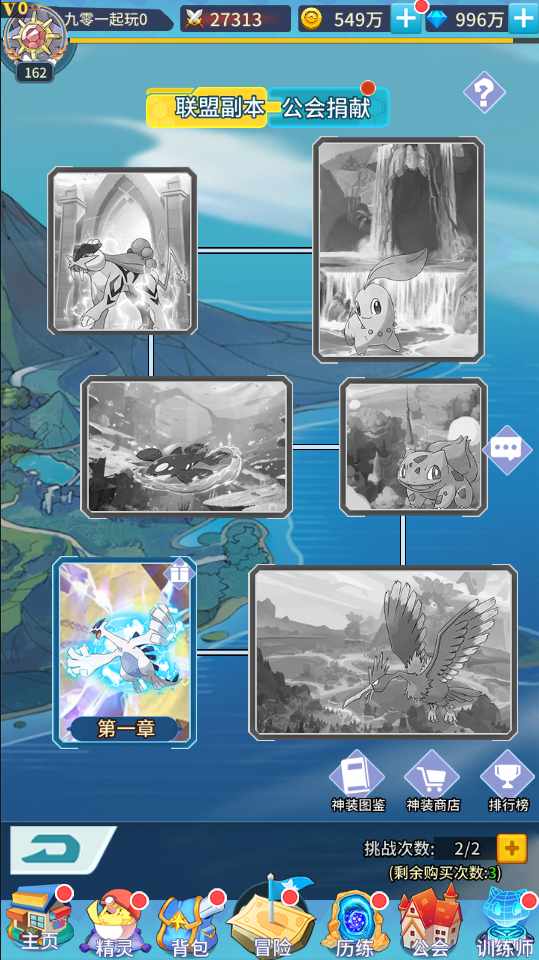 V0
九零一起玩0
27313
549万
996万
162
联盟副本
公会捐献
?
第一章
神装图鉴
神装商店
排行榜
挑战次数: 2/2
(剩余购买次数:3)
主页
精灵
背包
冒险
历练
公会
训练师